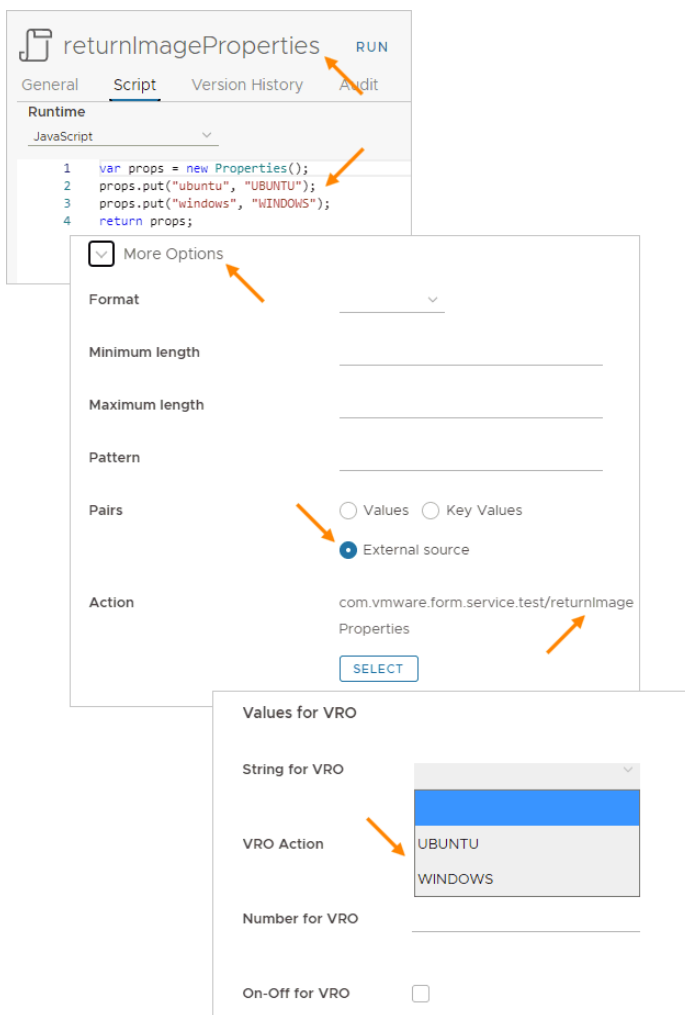 returnImageProperties RUN
General Script Version History Audit
Runtime
JavaScript
1 var props = new Properties();
2 props.put("ubuntu", "UBUNTU");
3 props.put("windows", "WINDOWS");
4 return props;
More Options
Format
Minimum length
Maximum length
Pattern
Pairs Values Key Values
External source
Action com.vmware.form.service.test/returnImage
Properties
SELECT
Values for VRO
String for VRO
VRO Action UBUNTU
WINDOWS
Number for VRO
On-Off for VRO